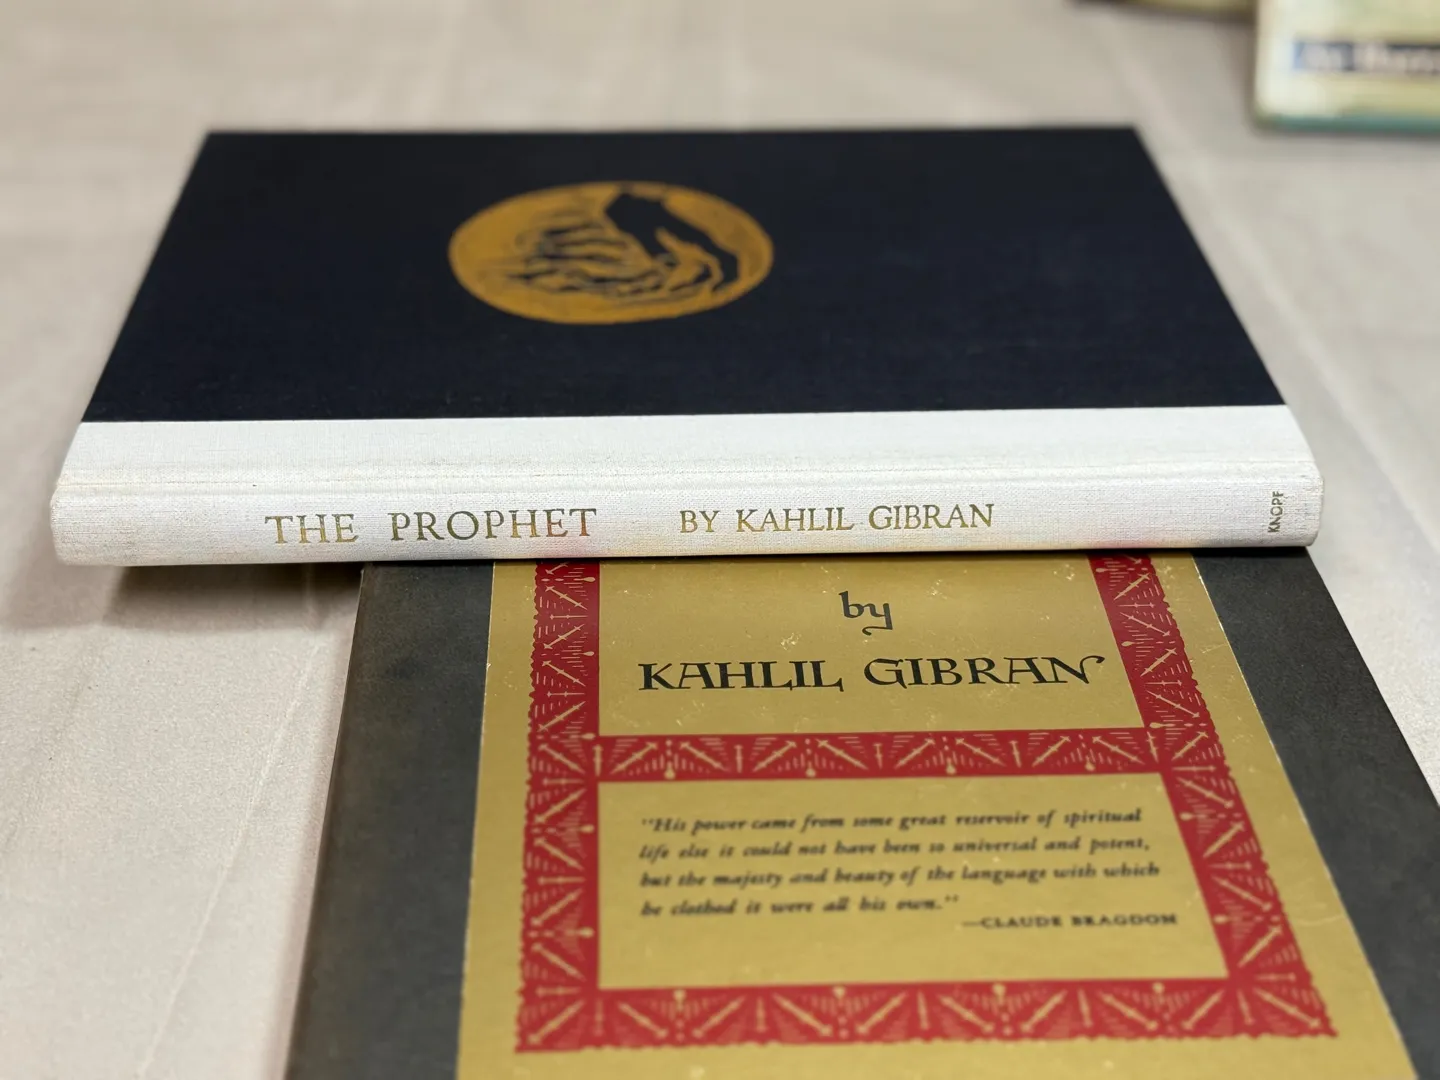 THE PROPHET BY KAHLIL GIBRAN
KNOPF
by
KAHLIL GIBRAN
"His power came from some great reservoir of spiritual
life else it could not have been so universal and potent,
but the majesty and beauty of the language with which
he clothed it were all his own."
—CLAUDE BRAGDON